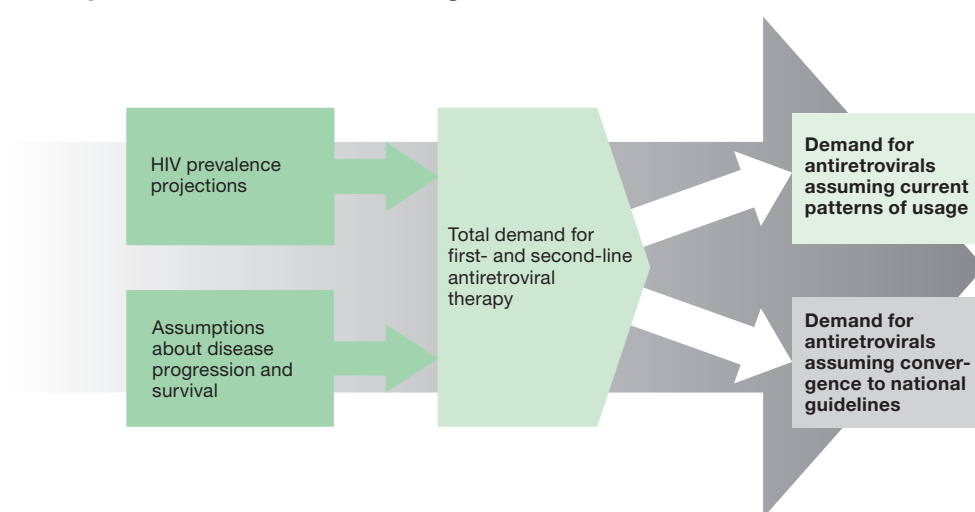 HIV prevalence
projections
Assumptions
about disease
progression and
survival
Total demand for
first- and second-line
antiretroviral
therapy
Demand for
antiretrovirals
assuming current
patterns of usage
Demand for
antiretrovirals
assuming conver-
gence to national
guidelines